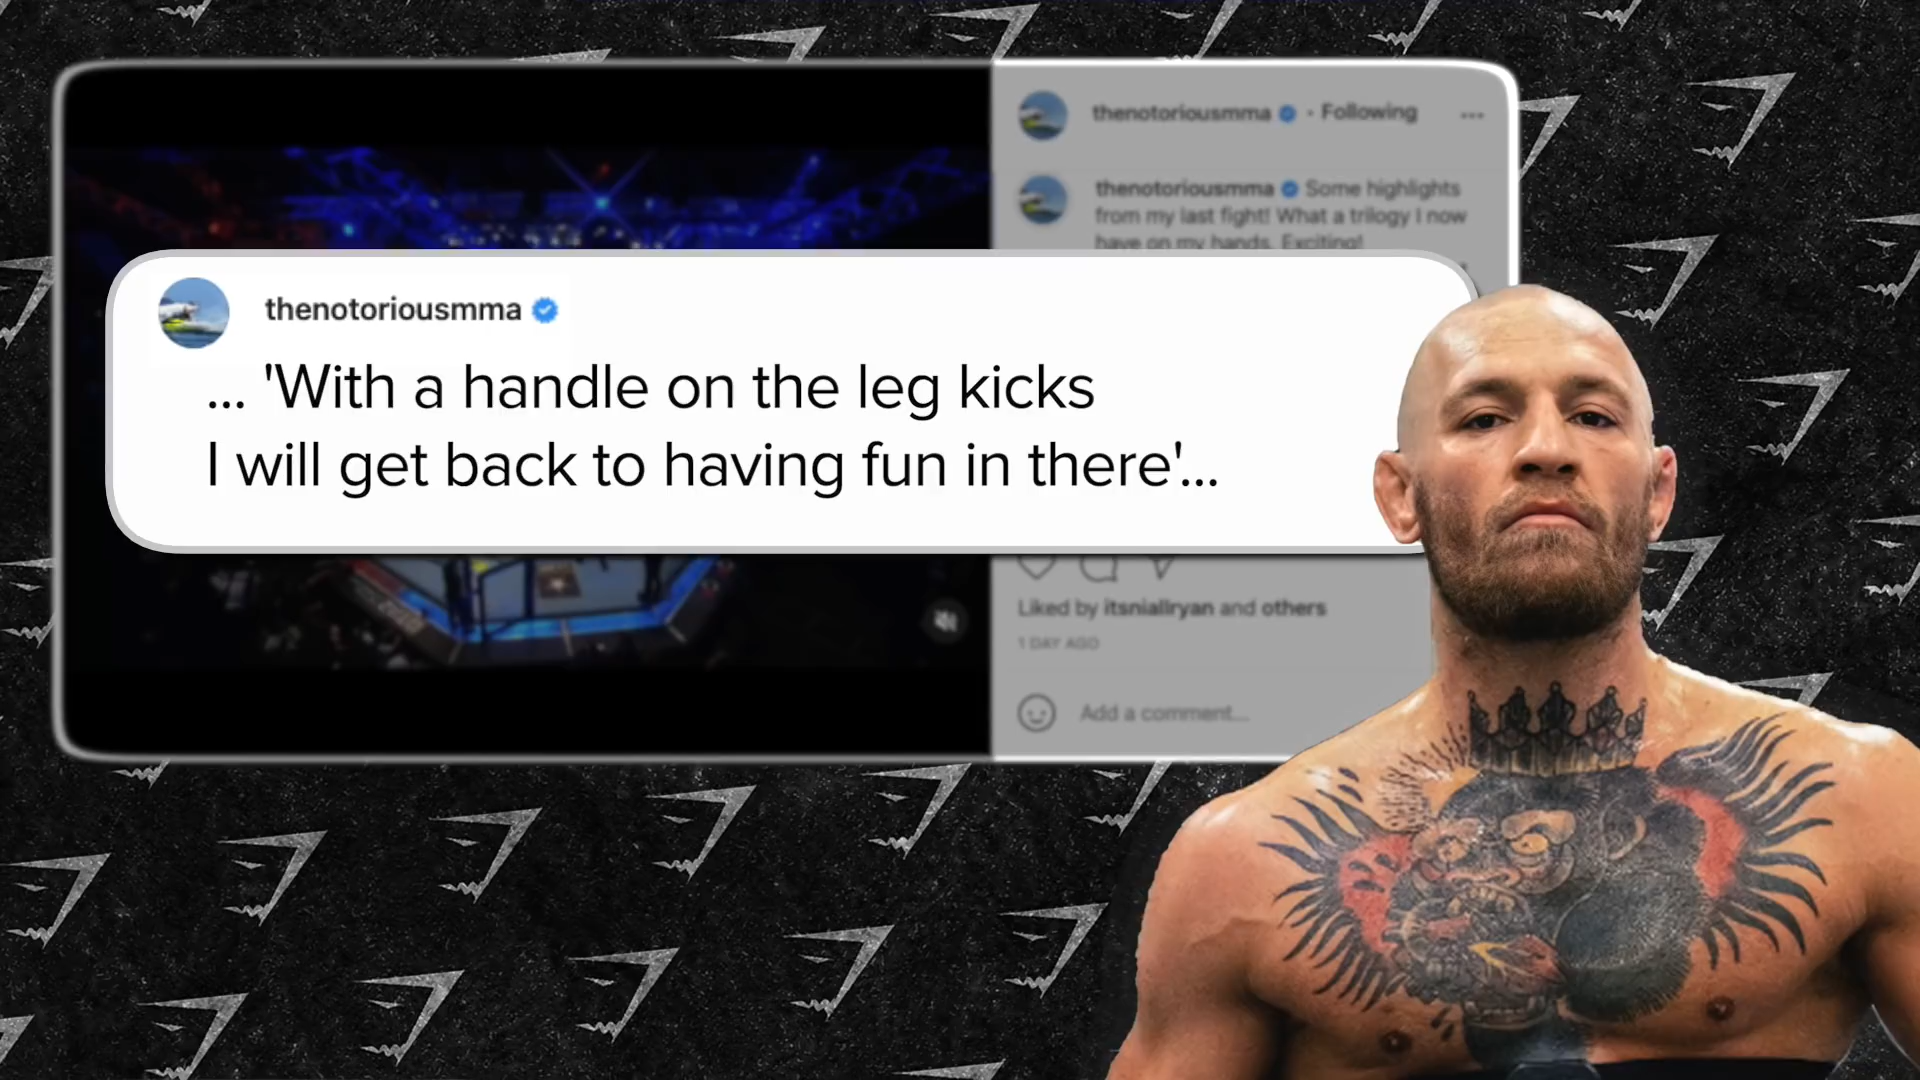 thenotoriousmma • Following
thenotoriousmma Some highlights
from my last fight! What a trilogy I now
have on my hands. Exciting!
thenotoriousmma
... 'With a handle on the leg kicks
I will get back to having fun in there'...
Liked by itsniallryan and others
1 DAY AGO
Add a comment...